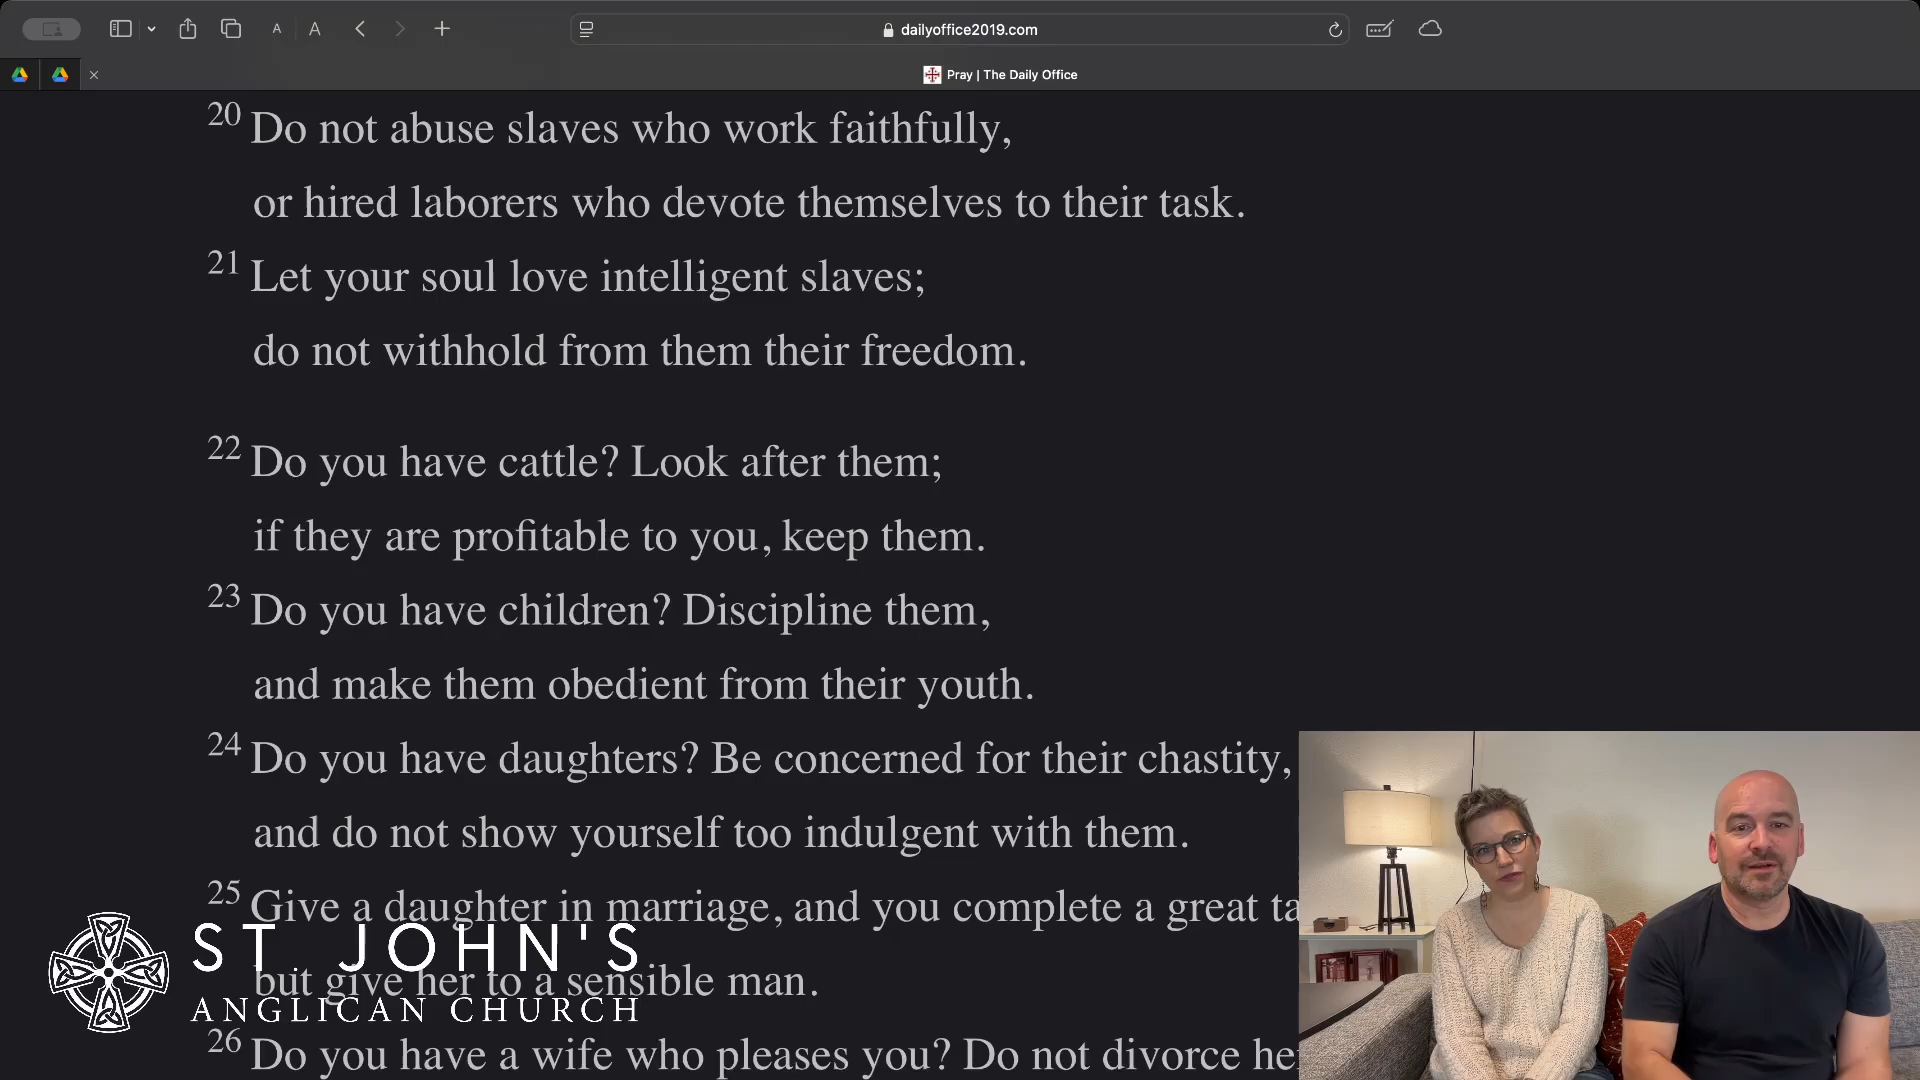 A A
dailyoffice2019.com
Pray | The Daily Office
20 Do not abuse slaves who work faithfully,
or hired laborers who devote themselves to their task.
21 Let your soul love intelligent slaves;
do not withhold from them their freedom.
22 Do you have cattle? Look after them;
if they are profitable to you, keep them.
23 Do you have children? Discipline them,
and make them obedient from their youth.
24 Do you have daughters? Be concerned for their chastity,
and do not show yourself too indulgent with them.
25 Give a daughter in marriage, and you complete a great ta
but give her to a sensible man.
26 Do you have a wife who pleases you? Do not divorce he
ST. JOHN'S
ANGLICAN CHURCH